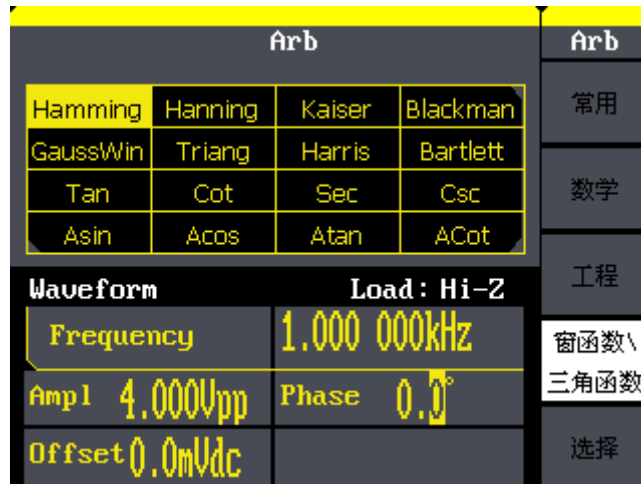 Arb
Arb
Hamming Hanning Kaiser Blackman
GaussWin Triang Harris Bartlett
Tan Cot Sec Csc
Asin Acos Atan ACot
Waveform Load: Hi-Z
Frequency 1.000 000kHz
Ampl 4.000Vpp Phase 0.0°
Offset 0.0mVdc
常用
数学
工程
窗函数\
三角函数
选择